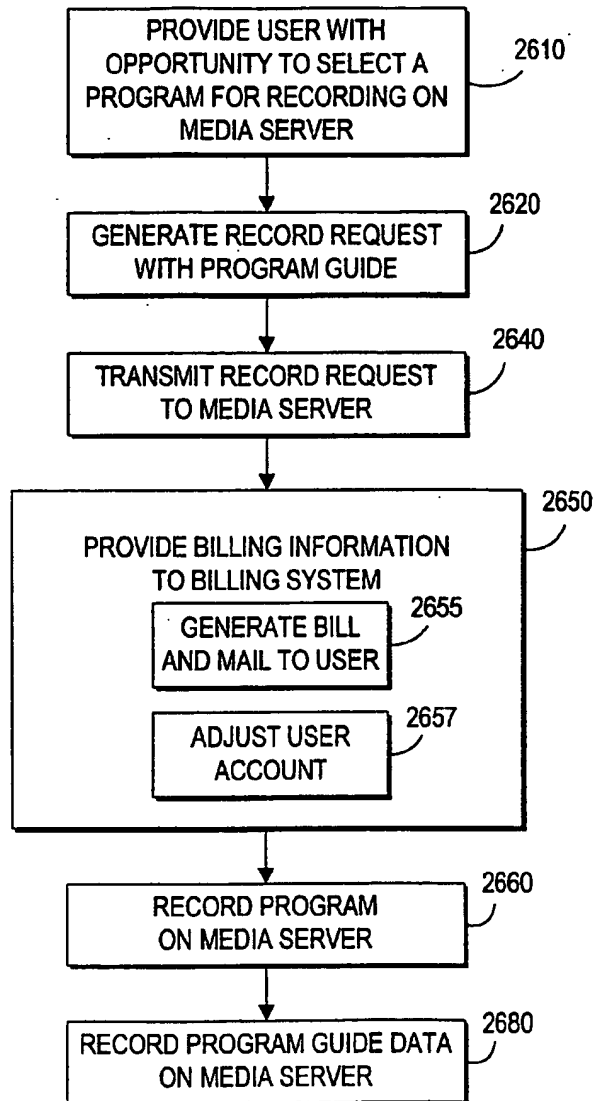 PROVIDE USER WITH
OPPORTUNITY TO SELECT A
PROGRAM FOR RECORDING ON
MEDIA SERVER
2610
2620
GENERATE RECORD REQUEST
WITH PROGRAM GUIDE
2640
TRANSMIT RECORD REQUEST
TO MEDIA SERVER
2650
PROVIDE BILLING INFORMATION
TO BILLING SYSTEM
2655
GENERATE BILL
AND MAIL TO USER
2657
ADJUST USER
ACCOUNT
2660
RECORD PROGRAM
ON MEDIA SERVER
2680
RECORD PROGRAM GUIDE DATA
ON MEDIA SERVER